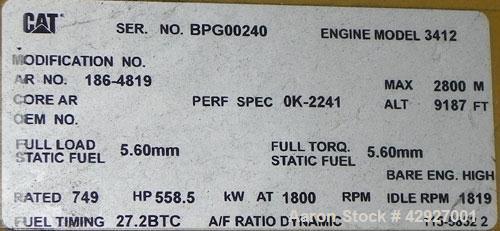 CAT SER. NO. BPG00240 ENGINE MODEL 3412
MODIFICATION NO.
AR NO. 186-4819 MAX 2800 M
CORE AR PERF SPEC 0K-2241 ALT 9187 FT
OEM NO.
FULL LOAD STATIC FUEL 5.60mm FULL TORQ. STATIC FUEL 5.60mm
BARE ENG. HIGH
RATED 749 HP 558.5 kW AT 1800 RPM IDLE RPM 1819
FUEL TIMING 27.2BTC A/F RATIO DYNAMIC
Aaron Stock # 42927001